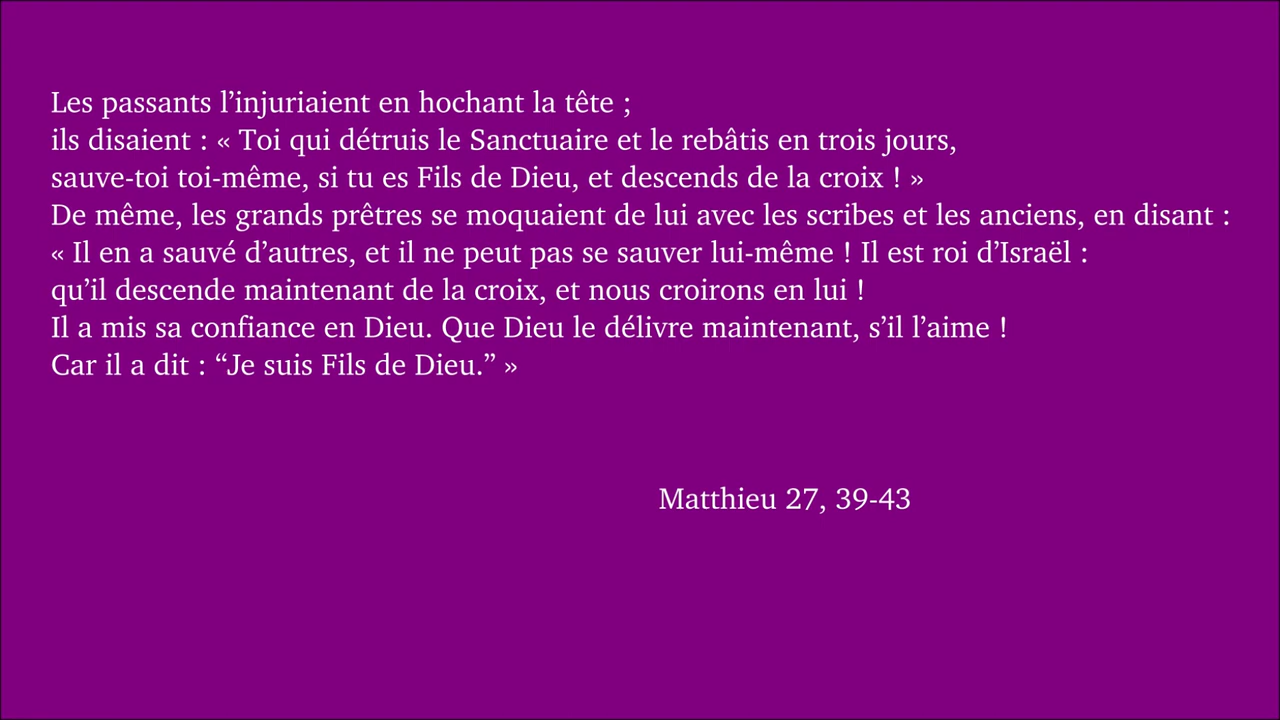 Les passants l’injuriaient en hochant la tête ;
ils disaient : « Toi qui détruis le Sanctuaire et le rebâtis en trois jours,
sauve-toi toi-même, si tu es Fils de Dieu, et descends de la croix ! »
De même, les grands prêtres se moquaient de lui avec les scribes et les anciens, en disant :
« Il en a sauvé d’autres, et il ne peut pas se sauver lui-même ! Il est roi d’Israël :
qu’il descende maintenant de la croix, et nous croirons en lui !
Il a mis sa confiance en Dieu. Que Dieu le délivre maintenant, s’il l’aime !
Car il a dit : “Je suis Fils de Dieu.” »
Matthieu 27, 39-43